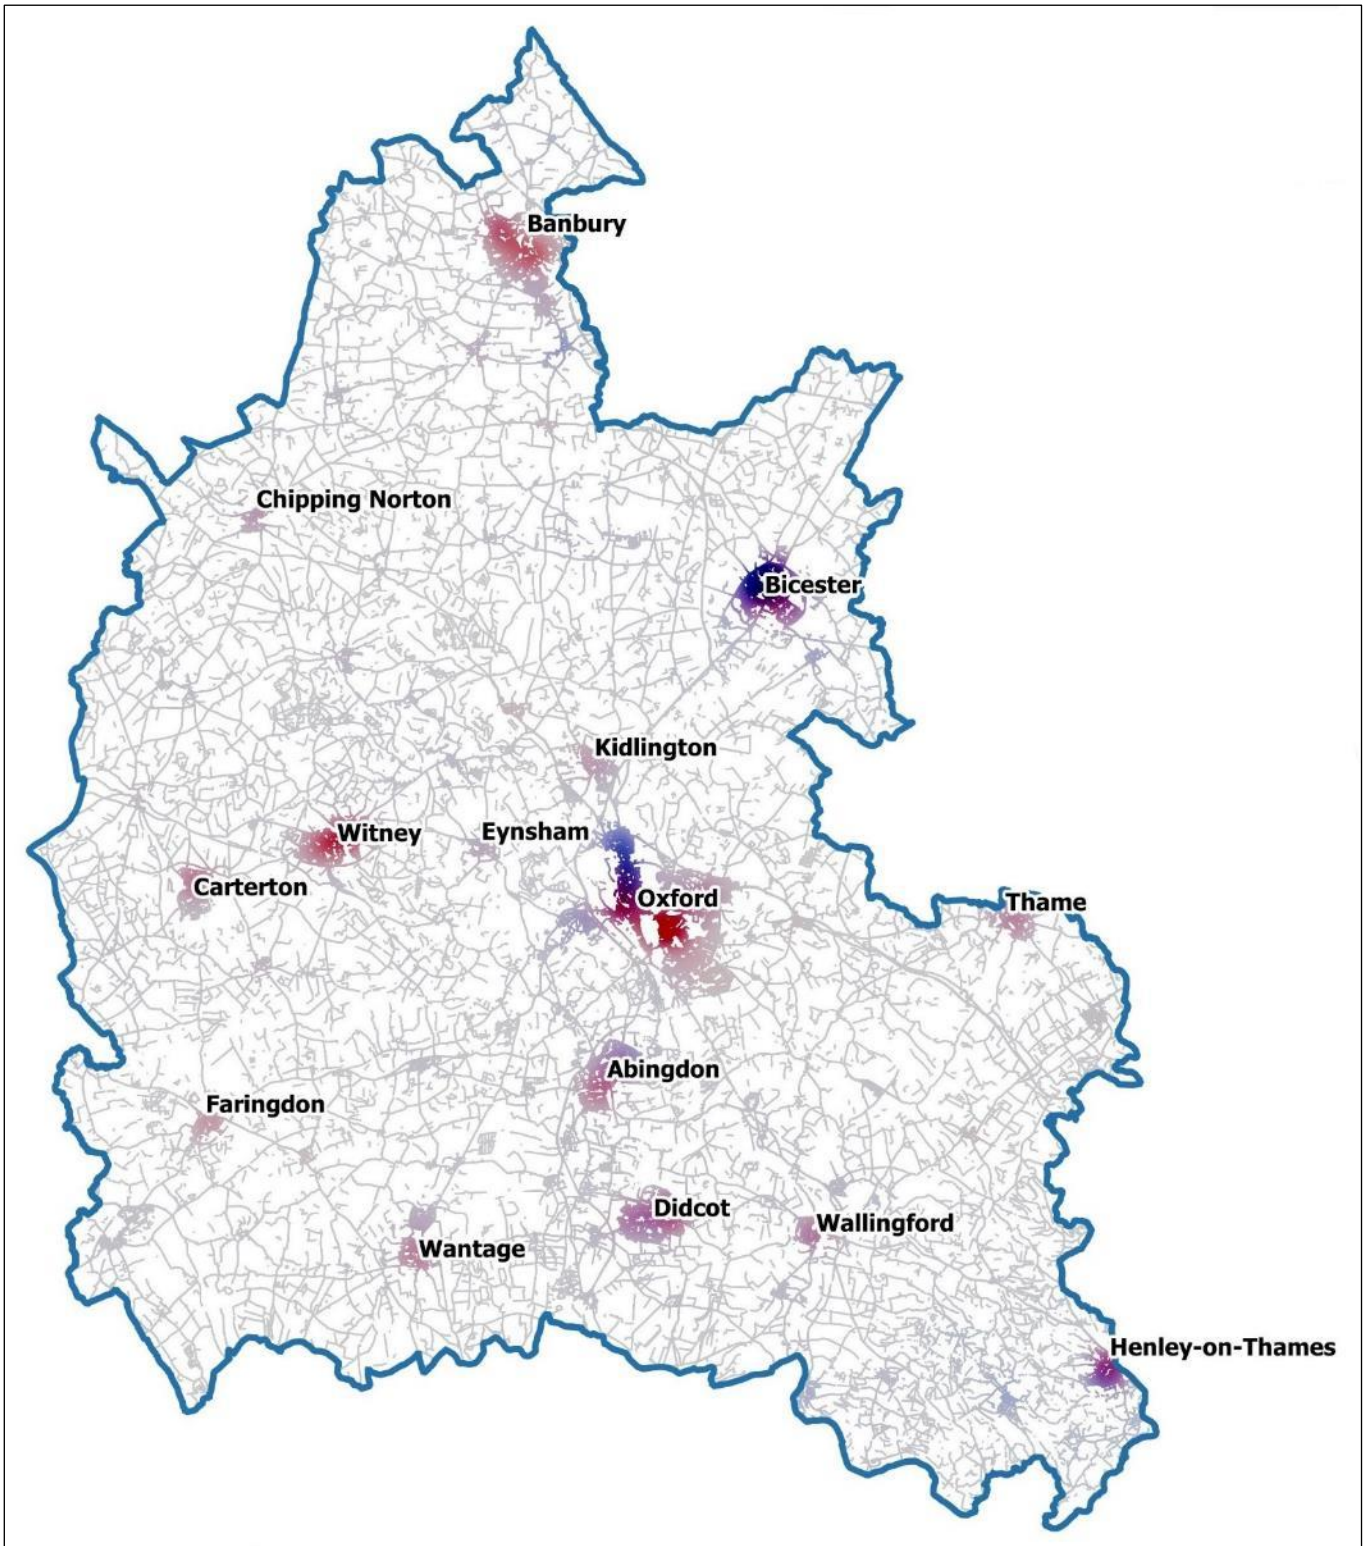 Banbury
Chipping Norton
Bicester
Kidlington
Witney
Eynsham
Carterton
Oxford
Thame
Abingdon
Faringdon
Didcot
Wallingford
Wantage
Henley-on-Thames